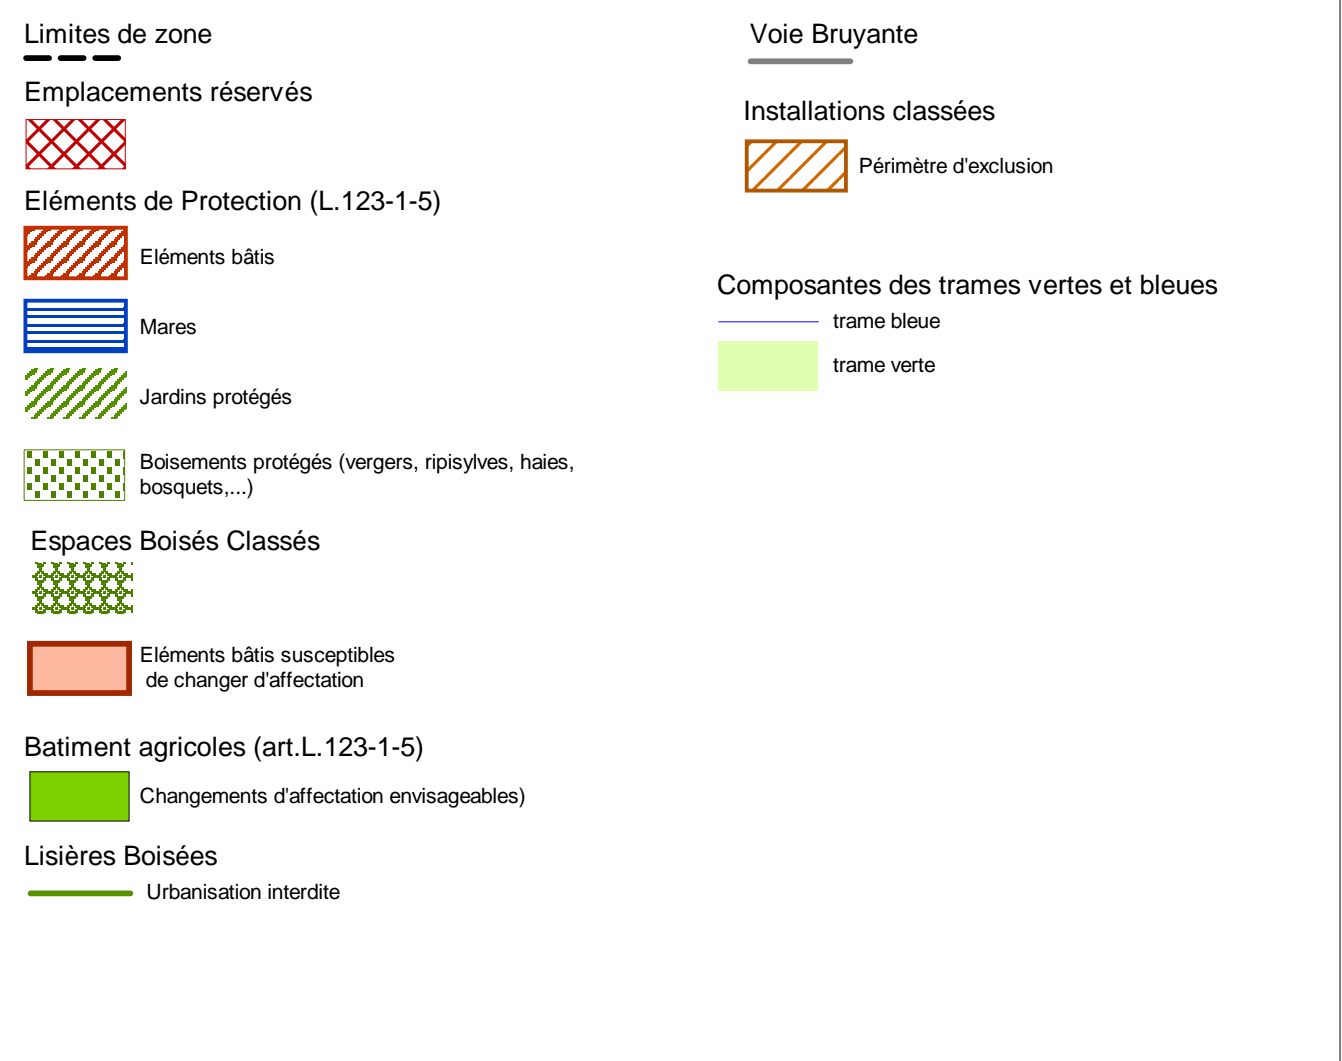 Limites de zone
Emplacements réservés
Eléments de Protection (L.123-1-5)
Eléments bâtis
Mares
Jardins protégés
Boisements protégés (vergers, ripisylves, haies,
bosquets,...)
Espaces Boisés Classés
Eléments bâtis susceptibles
de changer d'affectation
Batiment agricoles (art.L.123-1-5)
Changements d'affectation envisageables)
Lisières Boisées
Urbanisation interdite
Voie Bruyante
Installations classées
Périmètre d'exclusion
Composantes des trames vertes et bleues
trame bleue
trame verte